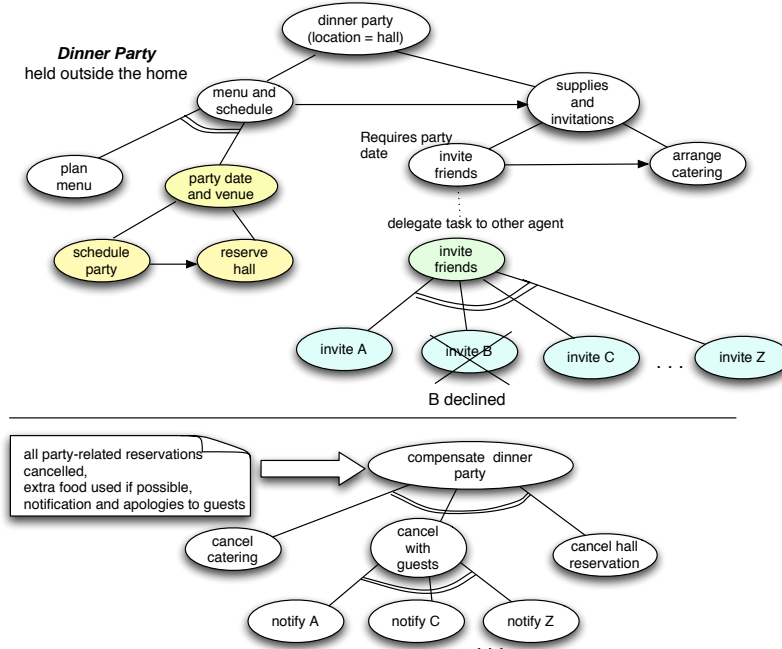 dinner party
(location = hall)
Dinner Party
held outside the home
menu and
schedule
supplies
and
invitations
Requires party
date
plan
menu
party date
and venue
invite
friends
arrange
catering
delegate task to other agent
schedule
party
reserve
hall
invite
friends
invite A
invite B
invite C
. . .
invite Z
B declined
all party-related reservations
cancelled,
extra food used if possible,
notification and apologies to guests
compensate dinner
party
cancel
catering
cancel
with
guests
cancel hall
reservation
notify A
notify C
notify Z
. . .